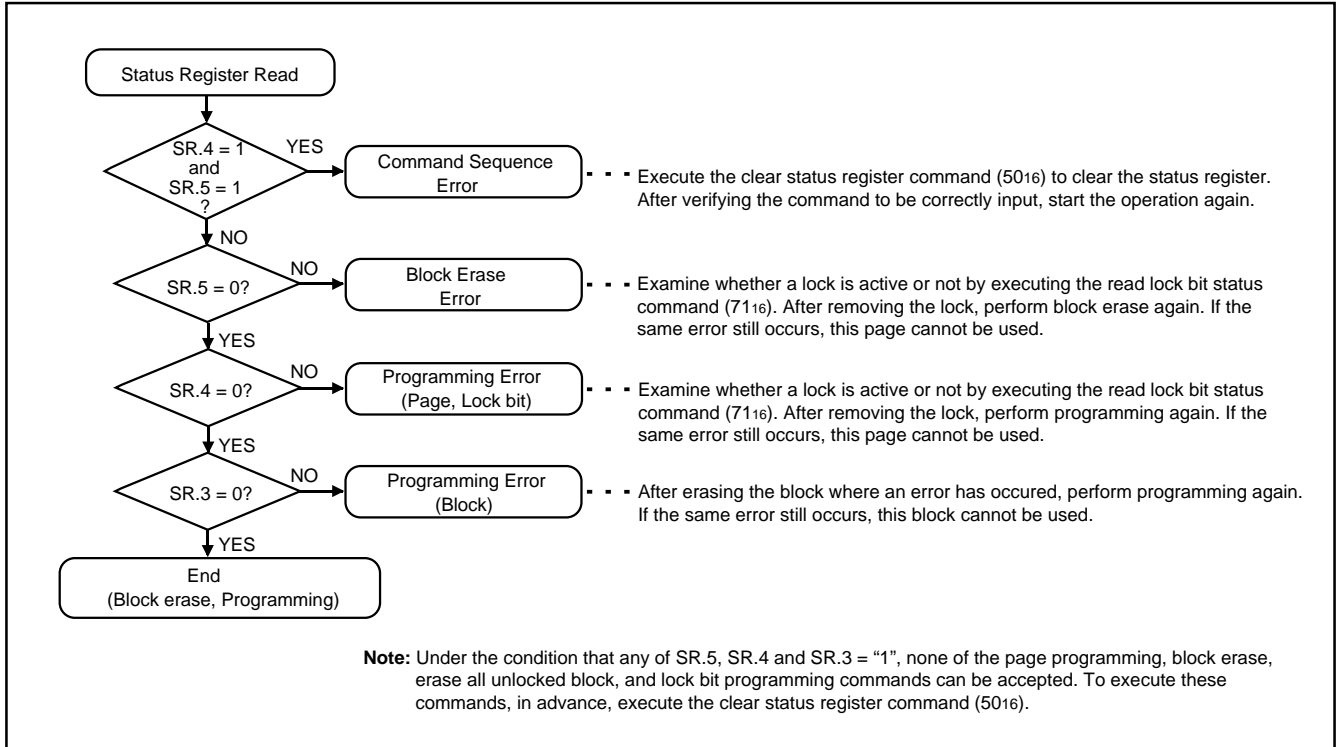 Status Register Read
SR.4 = 1
and
SR.5 = 1
?
YES
Command Sequence
Error
Execute the clear status register command (5016) to clear the status register.
After verifying the command to be correctly input, start the operation again.
NO
SR.5 = 0?
NO
Block Erase
Error
Examine whether a lock is active or not by executing the read lock bit status
command (7116). After removing the lock, perform block erase again. If the
same error still occurs, this page cannot be used.
YES
SR.4 = 0?
NO
Programming Error
(Page, Lock bit)
Examine whether a lock is active or not by executing the read lock bit status
command (7116). After removing the lock, perform programming again. If the
same error still occurs, this page cannot be used.
YES
SR.3 = 0?
NO
Programming Error
(Block)
After erasing the block where an error has occured, perform programming again.
If the same error still occurs, this block cannot be used.
YES
End
(Block erase, Programming)
Note: Under the condition that any of SR.5, SR.4 and SR.3 = “1”, none of the page programming, block erase,
erase all unlocked block, and lock bit programming commands can be accepted. To execute these
commands, in advance, execute the clear status register command (5016).